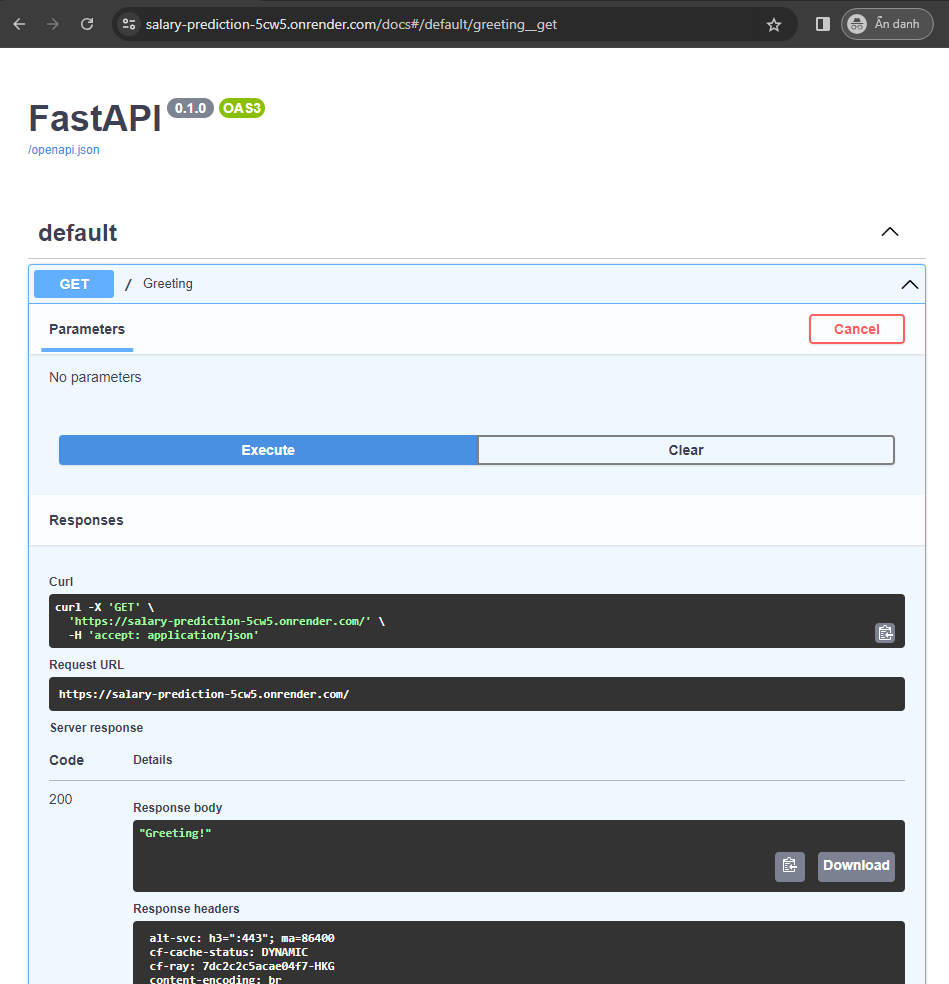 salary-prediction-5cw5.onrender.com/docs#/default/greeting__get
Ẩn danh
FastAPI 0.1.0 OAS3
/openapi.json
default
GET / Greeting
Parameters
Cancel
No parameters
Execute
Clear
Responses
Curl
curl -X 'GET' \
'https://salary-prediction-5cw5.onrender.com/' \
-H 'accept: application/json'
Request URL
https://salary-prediction-5cw5.onrender.com/
Server response
Code Details
200
Response body
"Greeting!"
Download
Response headers
alt-svc: h3=":443"; ma=86400
cf-cache-status: DYNAMIC
cf-ray: 7dc2c2c5acae04f7-HKG
content-encoding: br